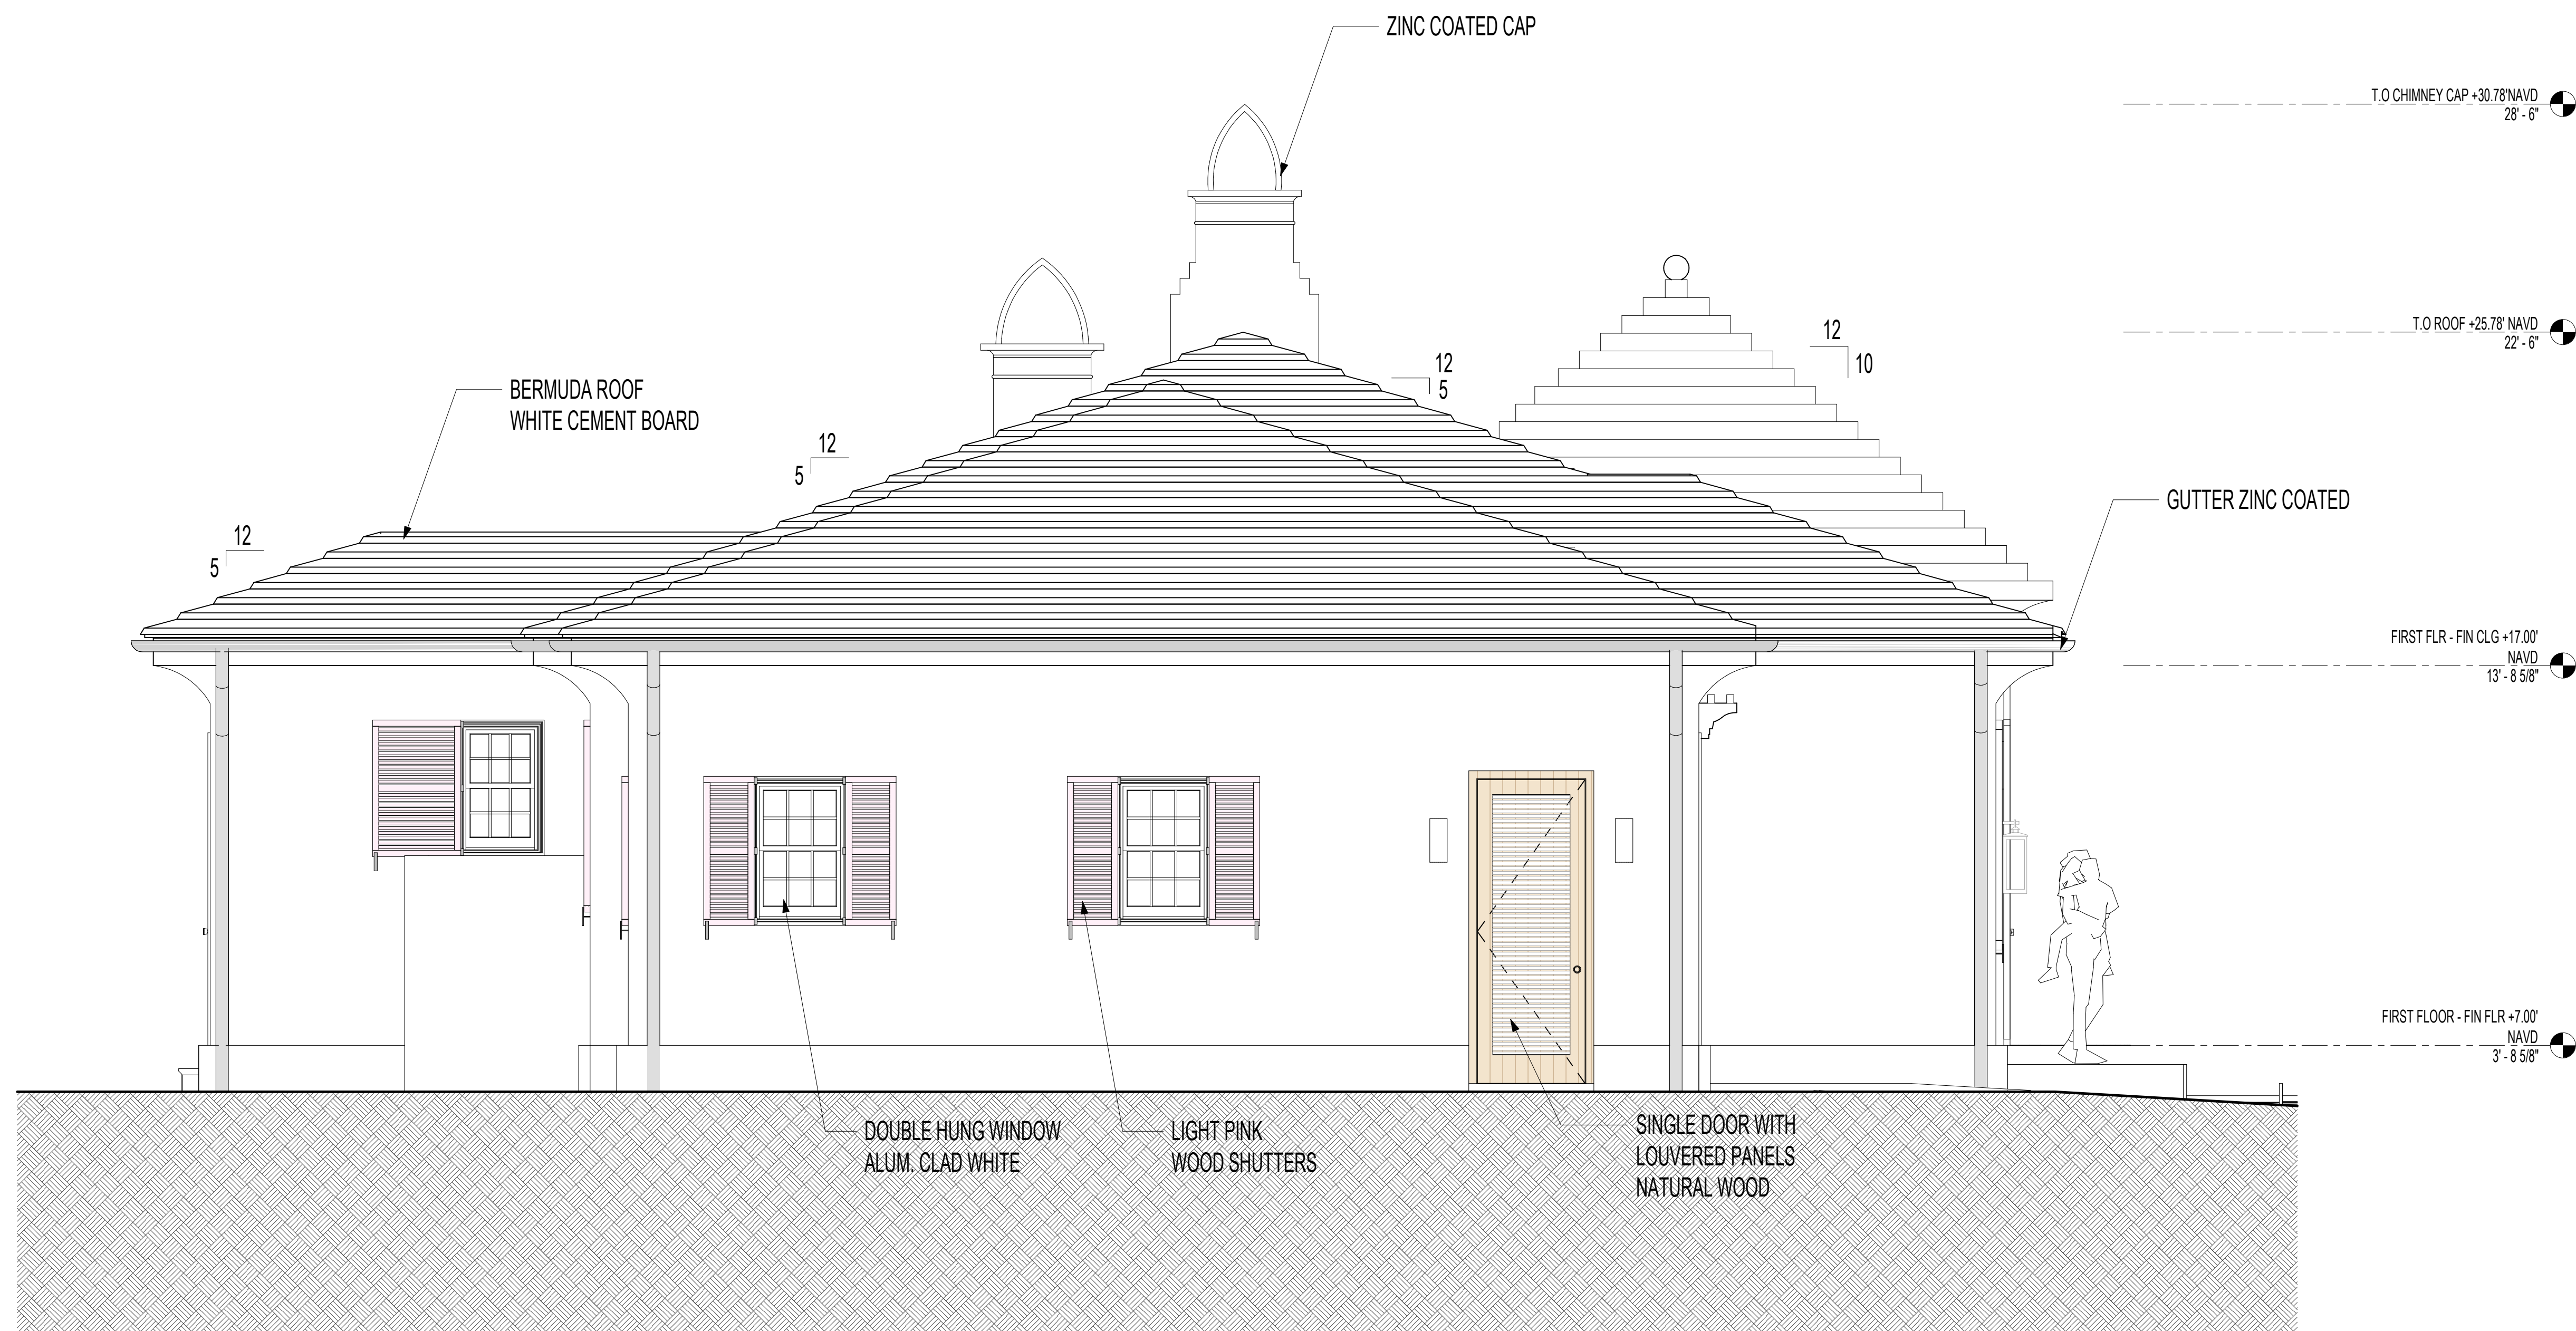 ZINC COATED CAP
T.O CHIMNEY CAP +30.78'NAVD
28' - 6"
T.O ROOF +25.78' NAVD
22' - 6"
12
10
12
5
BERMUDA ROOF
WHITE CEMENT BOARD
12
5
GUTTER ZINC COATED
12
5
FIRST FLR - FIN CLG +17.00'
NAVD
13' - 8 5/8"
FIRST FLOOR - FIN FLR +7.00'
NAVD
3' - 8 5/8"
DOUBLE HUNG WINDOW
ALUM. CLAD WHITE
LIGHT PINK
WOOD SHUTTERS
SINGLE DOOR WITH
LOUVERED PANELS
NATURAL WOOD